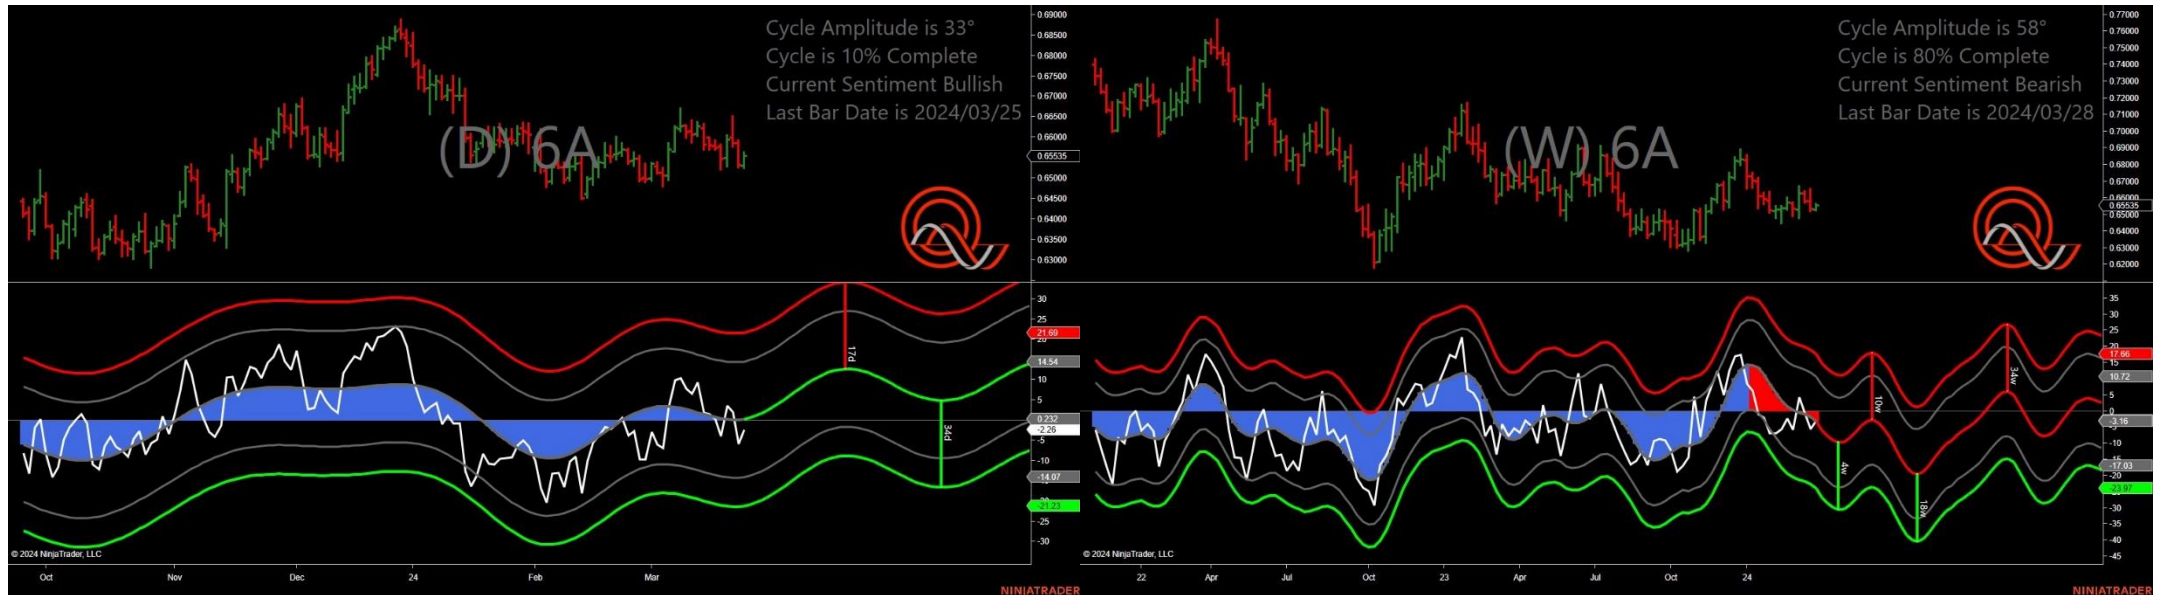 Cycle Amplitude is 33°
Cycle is 10% Complete
Current Sentiment Bullish
Last Bar Date is 2024/03/25
(D) 6A
0.69000
0.68500
0.68000
0.67500
0.67000
0.66500
0.66000
0.65535
0.65000
0.64500
0.64000
0.63500
0.63000
30
25
21.69
20
14.54
10
5
0.232
-2.26
-5
-10
-14.07
-21.23
-25
-30
17d
34d
© 2024 NinjaTrader, LLC
Oct
Nov
Dec
24
Feb
Mar
NINJATRADER
Cycle Amplitude is 58°
Cycle is 80% Complete
Current Sentiment Bearish
Last Bar Date is 2024/03/28
(W) 6A
0.77000
0.76000
0.75000
0.74000
0.73000
0.72000
0.71000
0.70000
0.69000
0.68000
0.67000
0.65535
0.65000
0.64000
0.63000
0.62000
35
30
25
20
17.66
15
10.72
5
0
-3.16
-5
-10
-17.03
-20
-23.97
-30
-35
-40
-45
10w
34w
4w
18w
© 2024 NinjaTrader, LLC
22
Apr
Jul
Oct
23
Apr
Jul
Oct
24
NINJATRADER